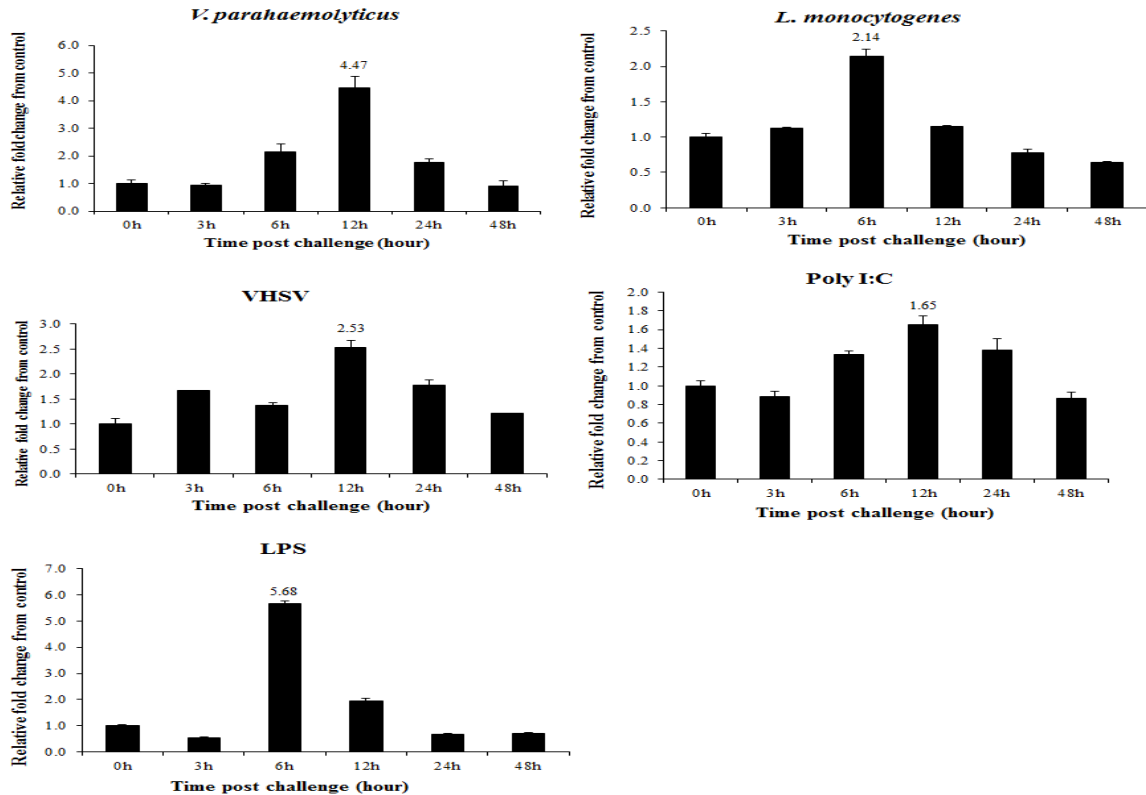 V. parahaemolyticus
Relative fold change from control
6.0
5.0
4.0
3.0
2.0
1.0
0.0
4.47
0h 3h 6h 12h 24h 48h
Time post challenge (hour)
L. monocytogenes
Relative fold change from control
2.5
2.0
1.5
1.0
0.5
0.0
2.14
0h 3h 6h 12h 24h 48h
Time post challenge (hour)
VHSV
Relative fold change from control
3.0
2.5
2.0
1.5
1.0
0.5
0.0
2.53
0h 3h 6h 12h 24h 48h
Time post challenge (hour)
Poly I:C
Relative fold change from control
2.0
1.8
1.6
1.4
1.2
1.0
0.8
0.6
0.4
0.2
0.0
1.65
0h 3h 6h 12h 24h 48h
Time post challenge (hour)
LPS
Relative fold change from control
7.0
6.0
5.0
4.0
3.0
2.0
1.0
0.0
5.68
0h 3h 6h 12h 24h 48h
Time post challenge (hour)